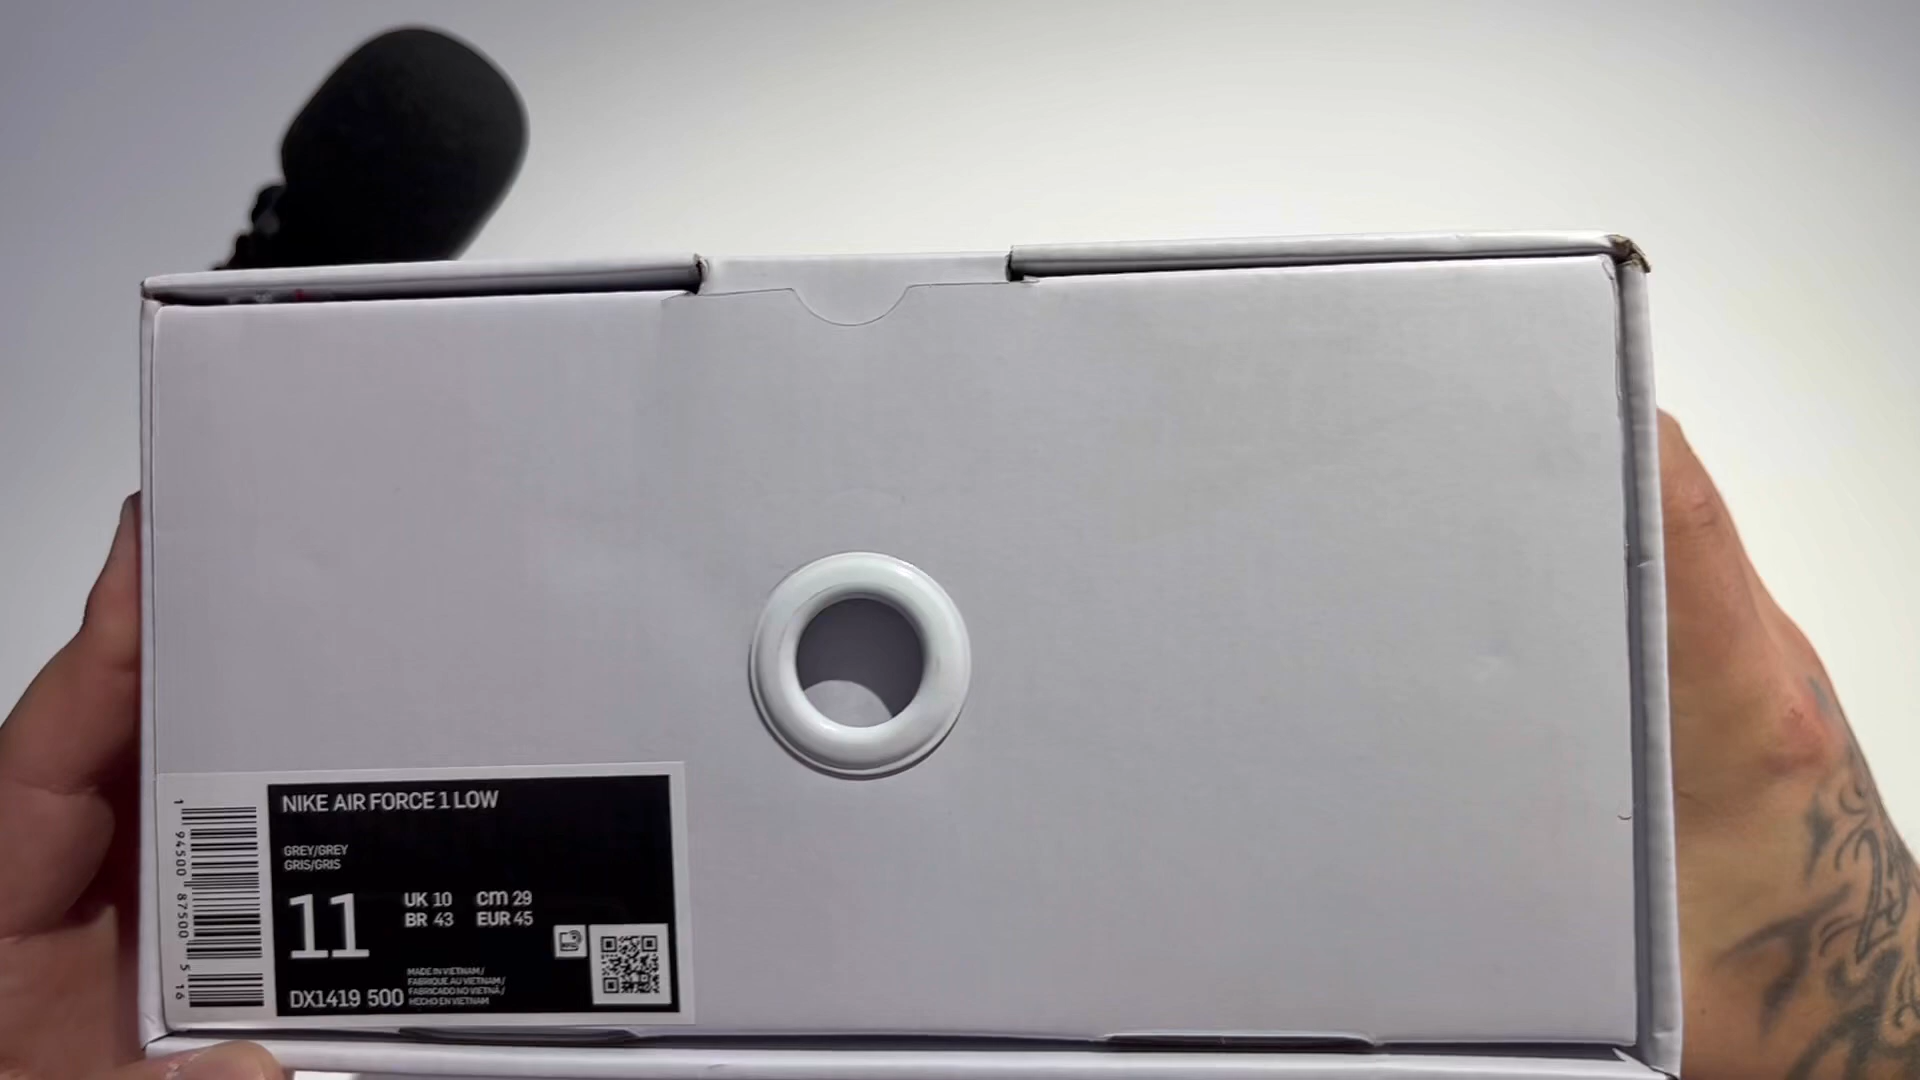 NIKE AIR FORCE 1 LOW
GREY/GREY
GRIS/GRIS
11
UK 10 cm 29
BR 43 EUR 45
DX1419 500
MADE IN VIETNAM/
FABRIQUE AU VIETNAM/
FABRICADO NO VIETNÃ/
HECHO EN VIETNAM
1 94500 87500 5 16